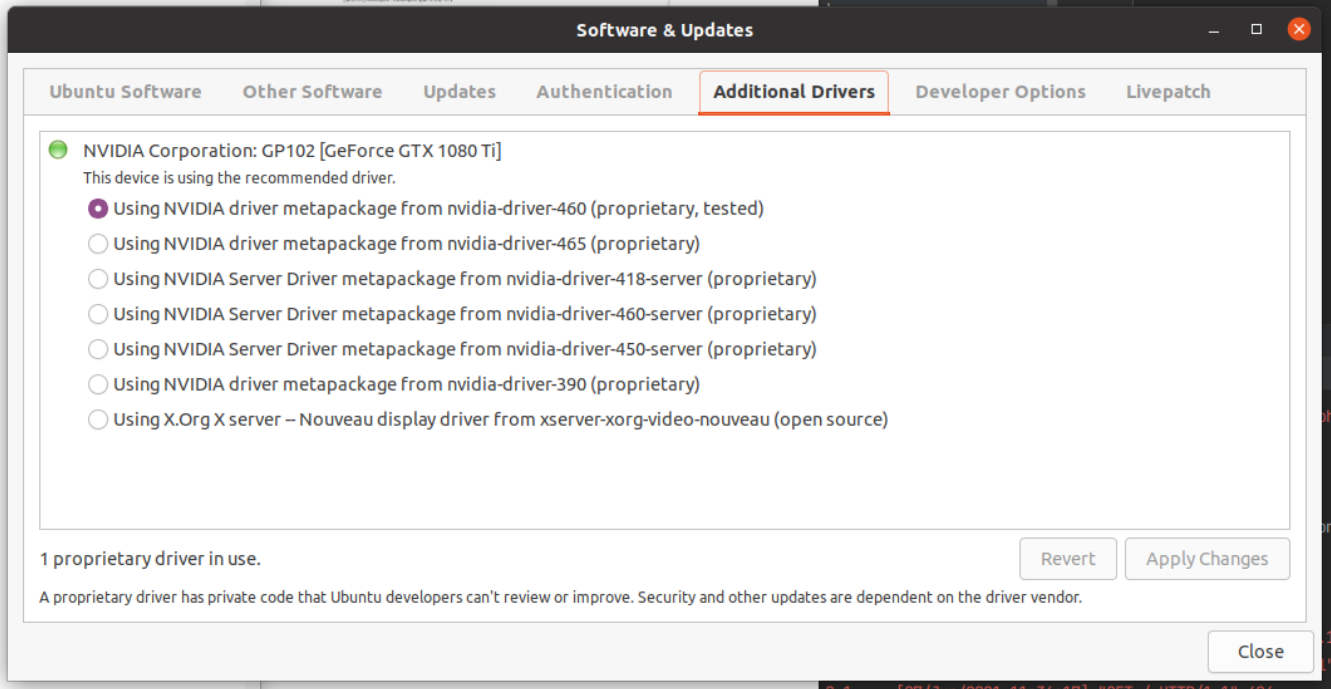 Software & Updates
Ubuntu Software Other Software Updates Authentication Additional Drivers Developer Options Livepatch
NVIDIA Corporation: GP102 [GeForce GTX 1080 Ti]
This device is using the recommended driver.
Using NVIDIA driver metapackage from nvidia-driver-460 (proprietary, tested)
Using NVIDIA driver metapackage from nvidia-driver-465 (proprietary)
Using NVIDIA Server Driver metapackage from nvidia-driver-418-server (proprietary)
Using NVIDIA Server Driver metapackage from nvidia-driver-460-server (proprietary)
Using NVIDIA Server Driver metapackage from nvidia-driver-450-server (proprietary)
Using NVIDIA driver metapackage from nvidia-driver-390 (proprietary)
Using X.Org X server -- Nouveau display driver from xserver-xorg-video-nouveau (open source)
1 proprietary driver in use.
Revert Apply Changes
A proprietary driver has private code that Ubuntu developers can't review or improve. Security and other updates are dependent on the driver vendor.
Close